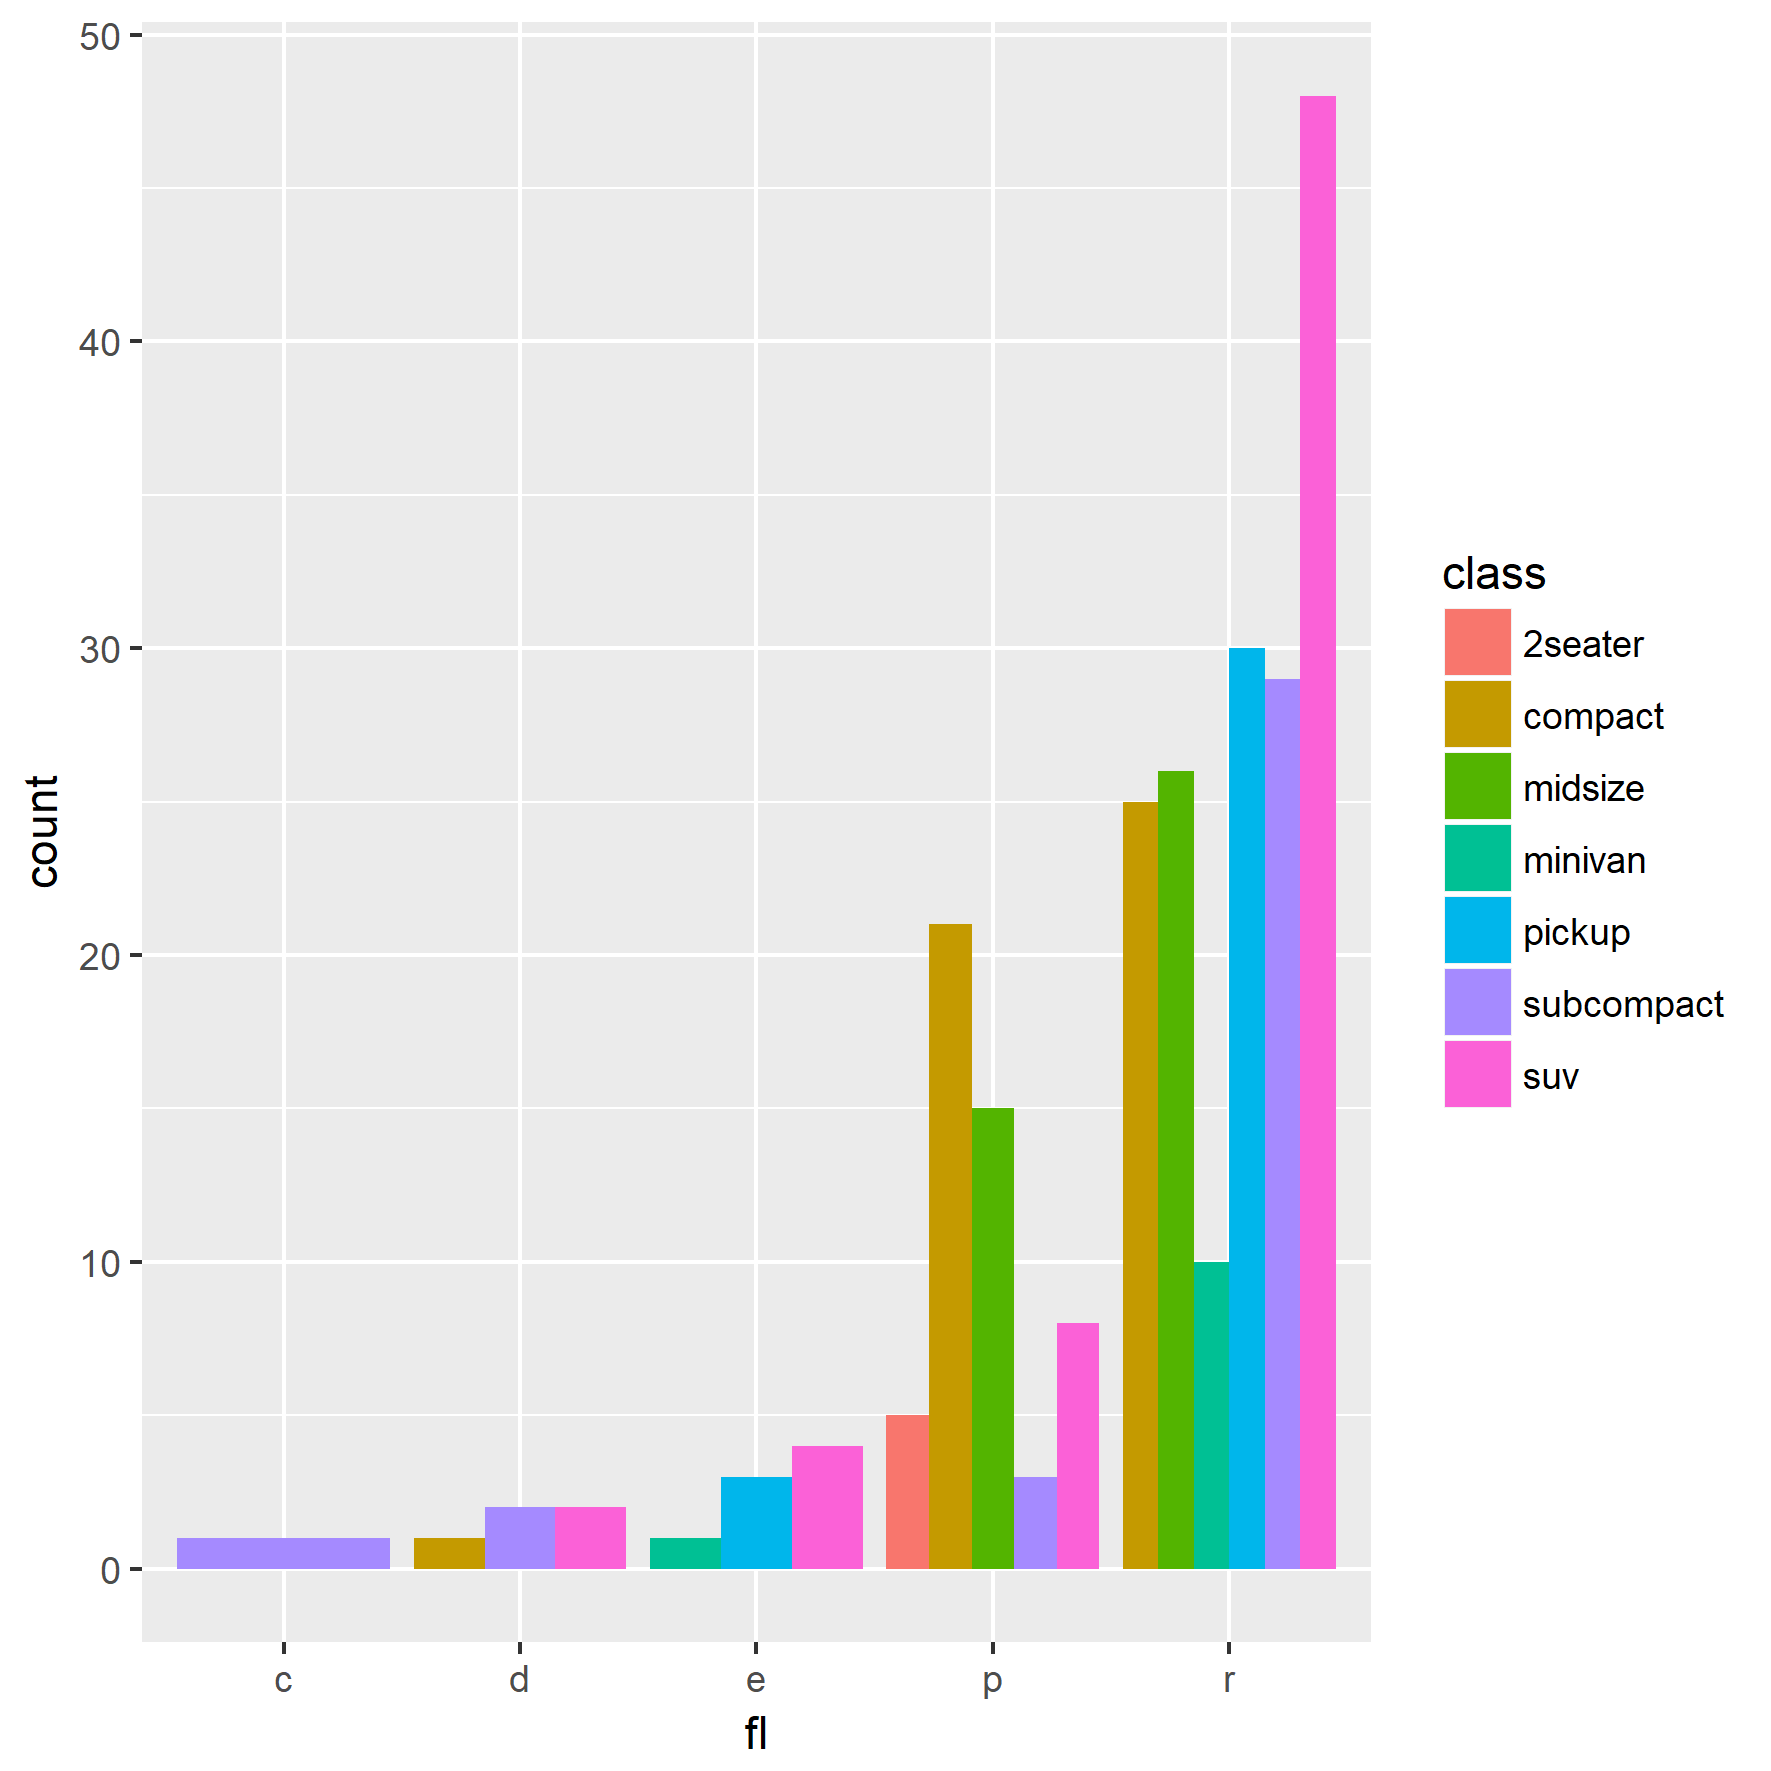 50
40
30
20
10
0
count
c d e p r
fl
class
2seater
compact
midsize
minivan
pickup
subcompact
suv